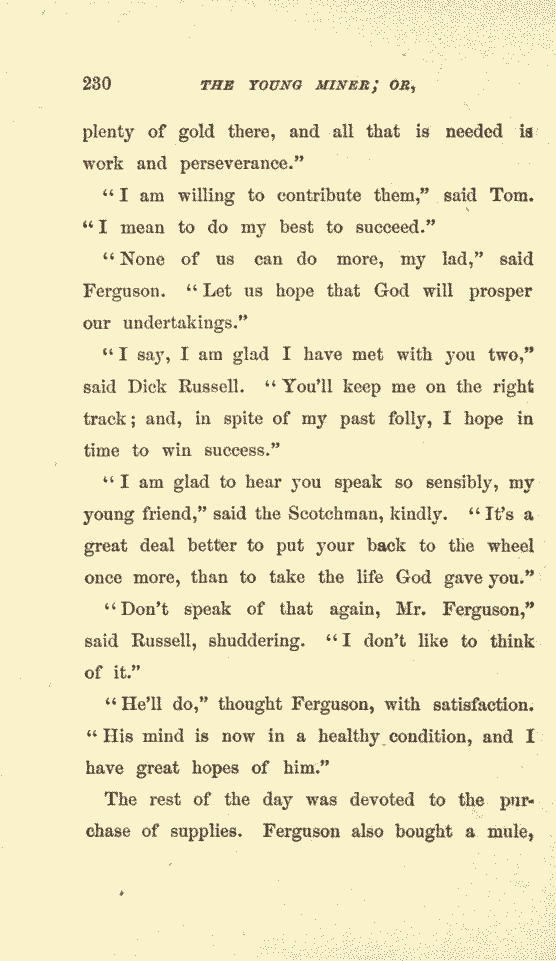 230 THE YOUNG MINER; OR,
plenty of gold there, and all that is needed is
work and perseverance.”
“I am willing to contribute them,” said Tom.
“I mean to do my best to succeed.”
“None of us can do more, my lad,” said
Ferguson. “Let us hope that God will prosper
our undertakings.”
“I say, I am glad I have met with you two,”
said Dick Russell. “You’ll keep me on the right
track; and, in spite of my past folly, I hope in
time to win success.”
“I am glad to hear you speak so sensibly, my
young friend,” said the Scotchman, kindly. “It’s a
great deal better to put your back to the wheel
once more, than to take the life God gave you.”
“Don’t speak of that again, Mr. Ferguson,”
said Russell, shuddering. “I don’t like to think
of it.”
“He’ll do,” thought Ferguson, with satisfaction.
“His mind is now in a healthy condition, and I
have great hopes of him.”
The rest of the day was devoted to the pur-
chase of supplies. Ferguson also bought a mule,